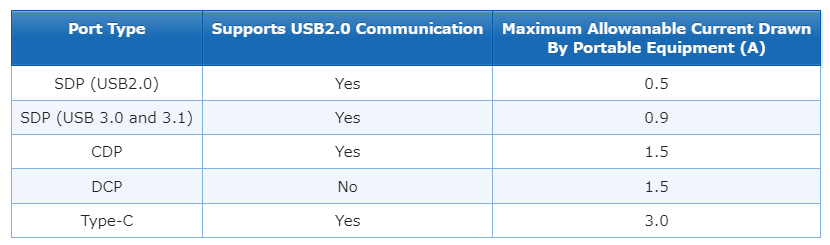 Port Type Supports USB2.0 Communication Maximum Allowanable Current Drawn
By Portable Equipment (A)
SDP (USB2.0) Yes 0.5
SDP (USB 3.0 and 3.1) Yes 0.9
CDP Yes 1.5
DCP No 1.5
Type-C Yes 3.0